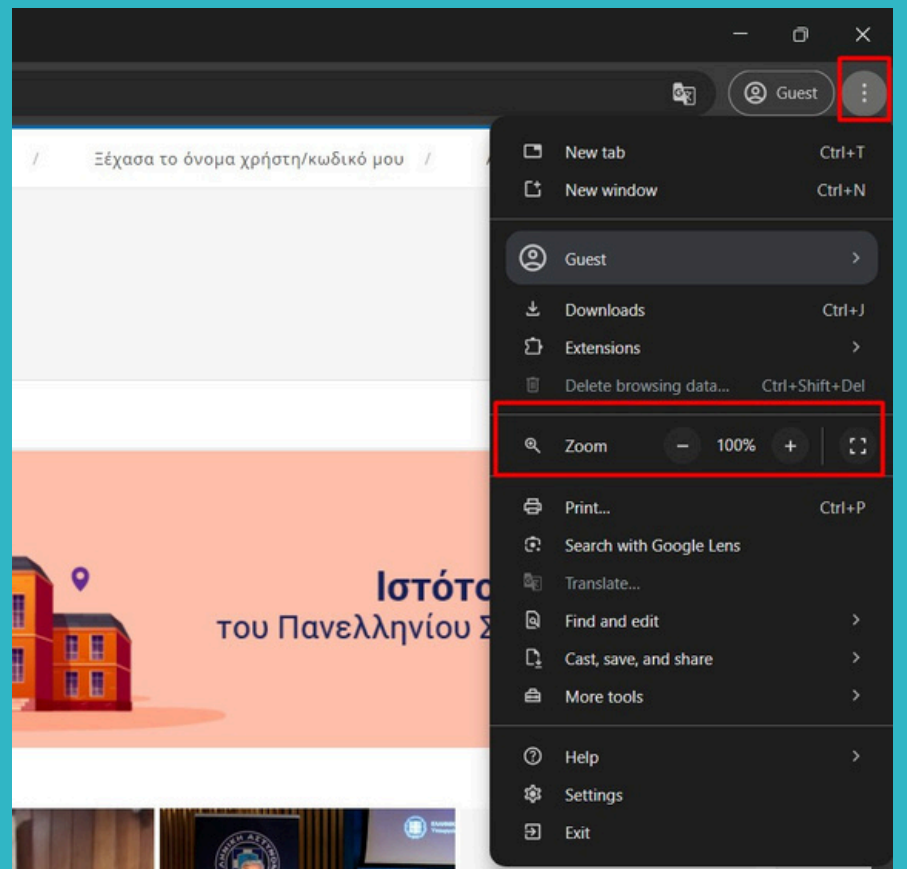 Guest
/ Ξέχασα το όνομα χρήστη/κωδικό μου /
New tab Ctrl+T
New window Ctrl+N
Guest
Downloads Ctrl+J
Extensions
Delete browsing data... Ctrl+Shift+Del
Zoom − 100% +
Print... Ctrl+P
Search with Google Lens
Translate...
Ιστότο
του Πανελληνίου Σ
Find and edit
Cast, save, and share
More tools
Help
Settings
Exit